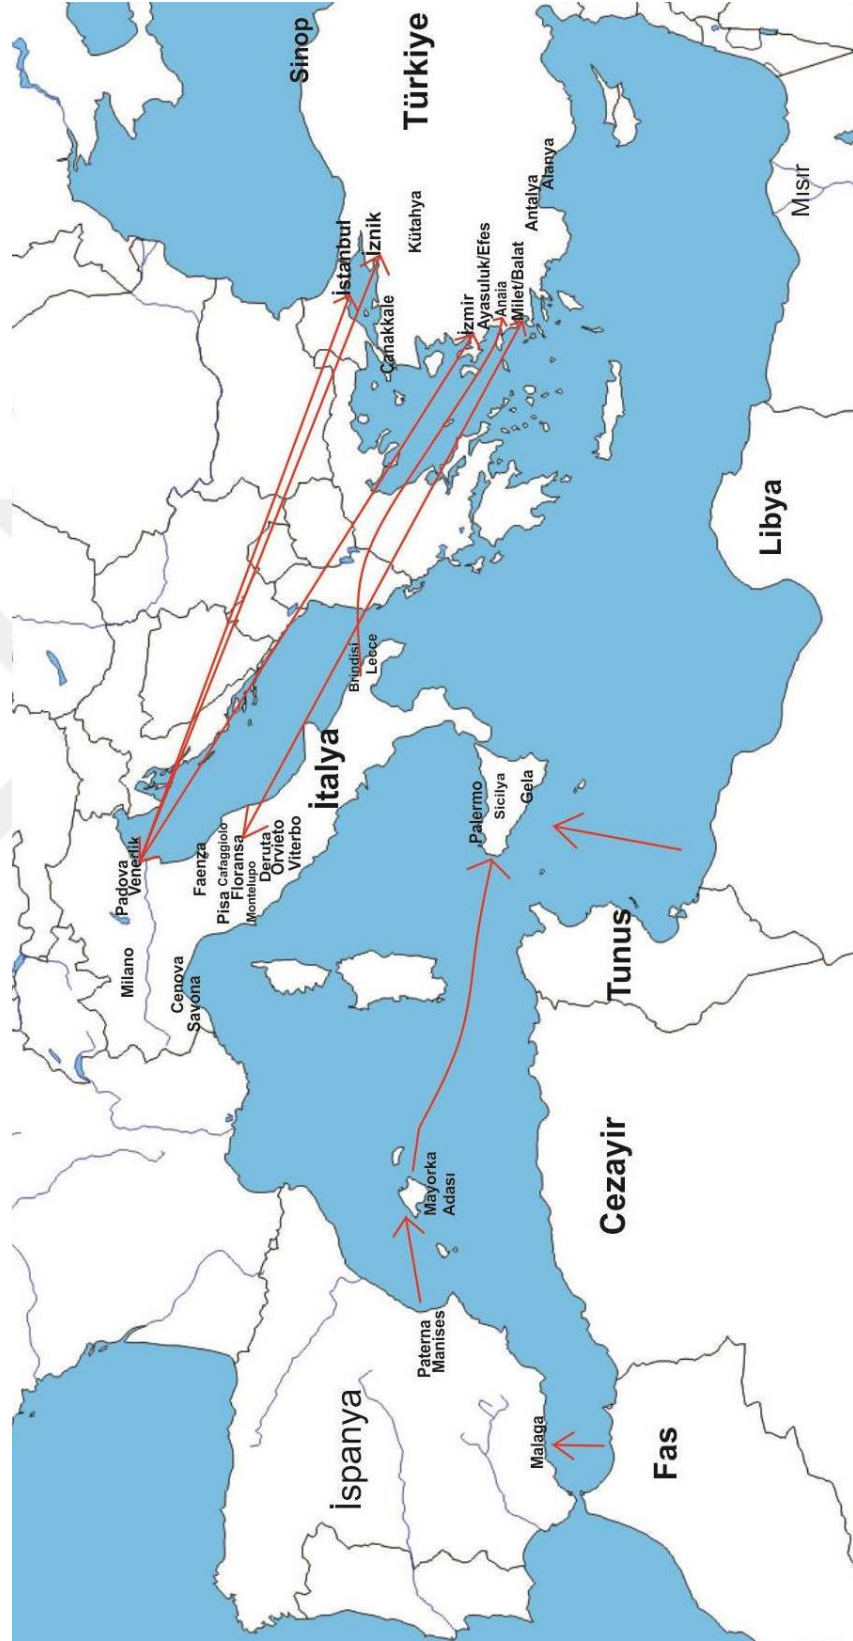 Sinop
Türkiye
İstanbul
İznik
Kütahya
Çanakkale
İzmir
Ayasuluk/Efes
Anaia
Milet/Balat
Antalya
Alanya
Mısır
Libya
Brindisi
Lecce
İtalya
Padova
Venedik
Milano
Faenza
Pisa Cafaggiolo
Floransa
Montelupo
Deruta
Orvieto
Viterbo
Cenova
Savona
Palermo
Sicilya
Gela
Tunus
Cezayir
Mayorka
Adası
Paterna
Manises
İspanya
Malaga
Fas